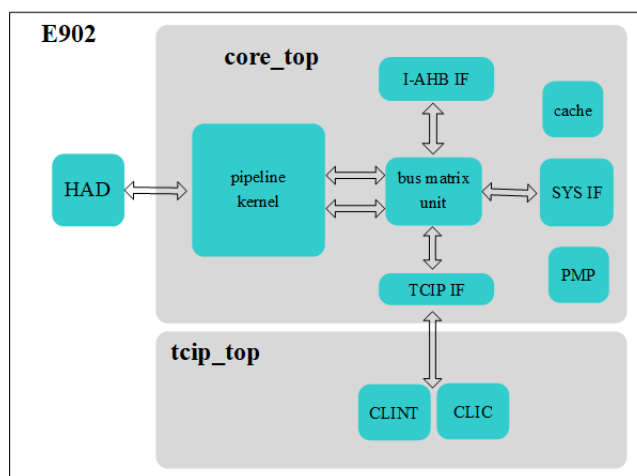 E902
core_top
I-AHB IF
cache
HAD
pipeline
kernel
bus matrix
unit
SYS IF
TCIP IF
PMP
tcip_top
CLINT
CLIC